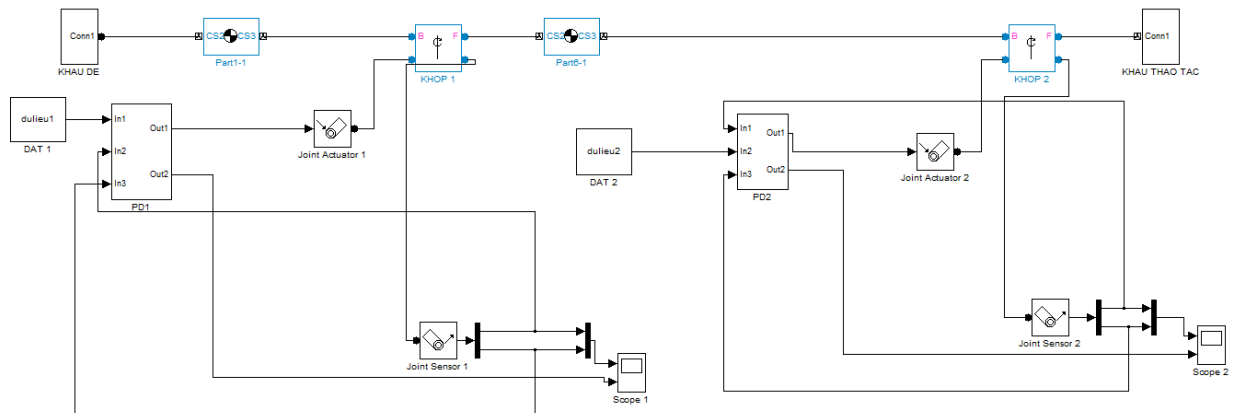 Conn1
KHAU DE
CS2 CS3
Part1-1
B F
KHOP 1
CS2 CS3
Part6-1
B F
KHOP 2
Conn1
KHAU THAO TAC
dulieu1
DAT 1
In1
In2
In3
Out1
Out2
PD1
Joint Actuator 1
dulieu2
DAT 2
In1
In2
In3
Out1
Out2
PD2
Joint Actuator 2
Joint Sensor 1
Scope 1
Joint Sensor 2
Scope 2